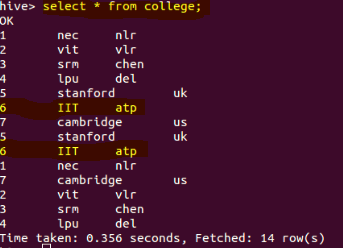 hive> select * from college;
OK
1 nec nlr
2 vit vlr
3 srm chen
4 lpu del
5 stanford uk
6 IIT atp
7 cambridge us
5 stanford uk
6 IIT atp
1 nec nlr
7 cambridge us
2 vit vlr
3 srm chen
4 lpu del
Time taken: 0.356 seconds, Fetched: 14 row(s)